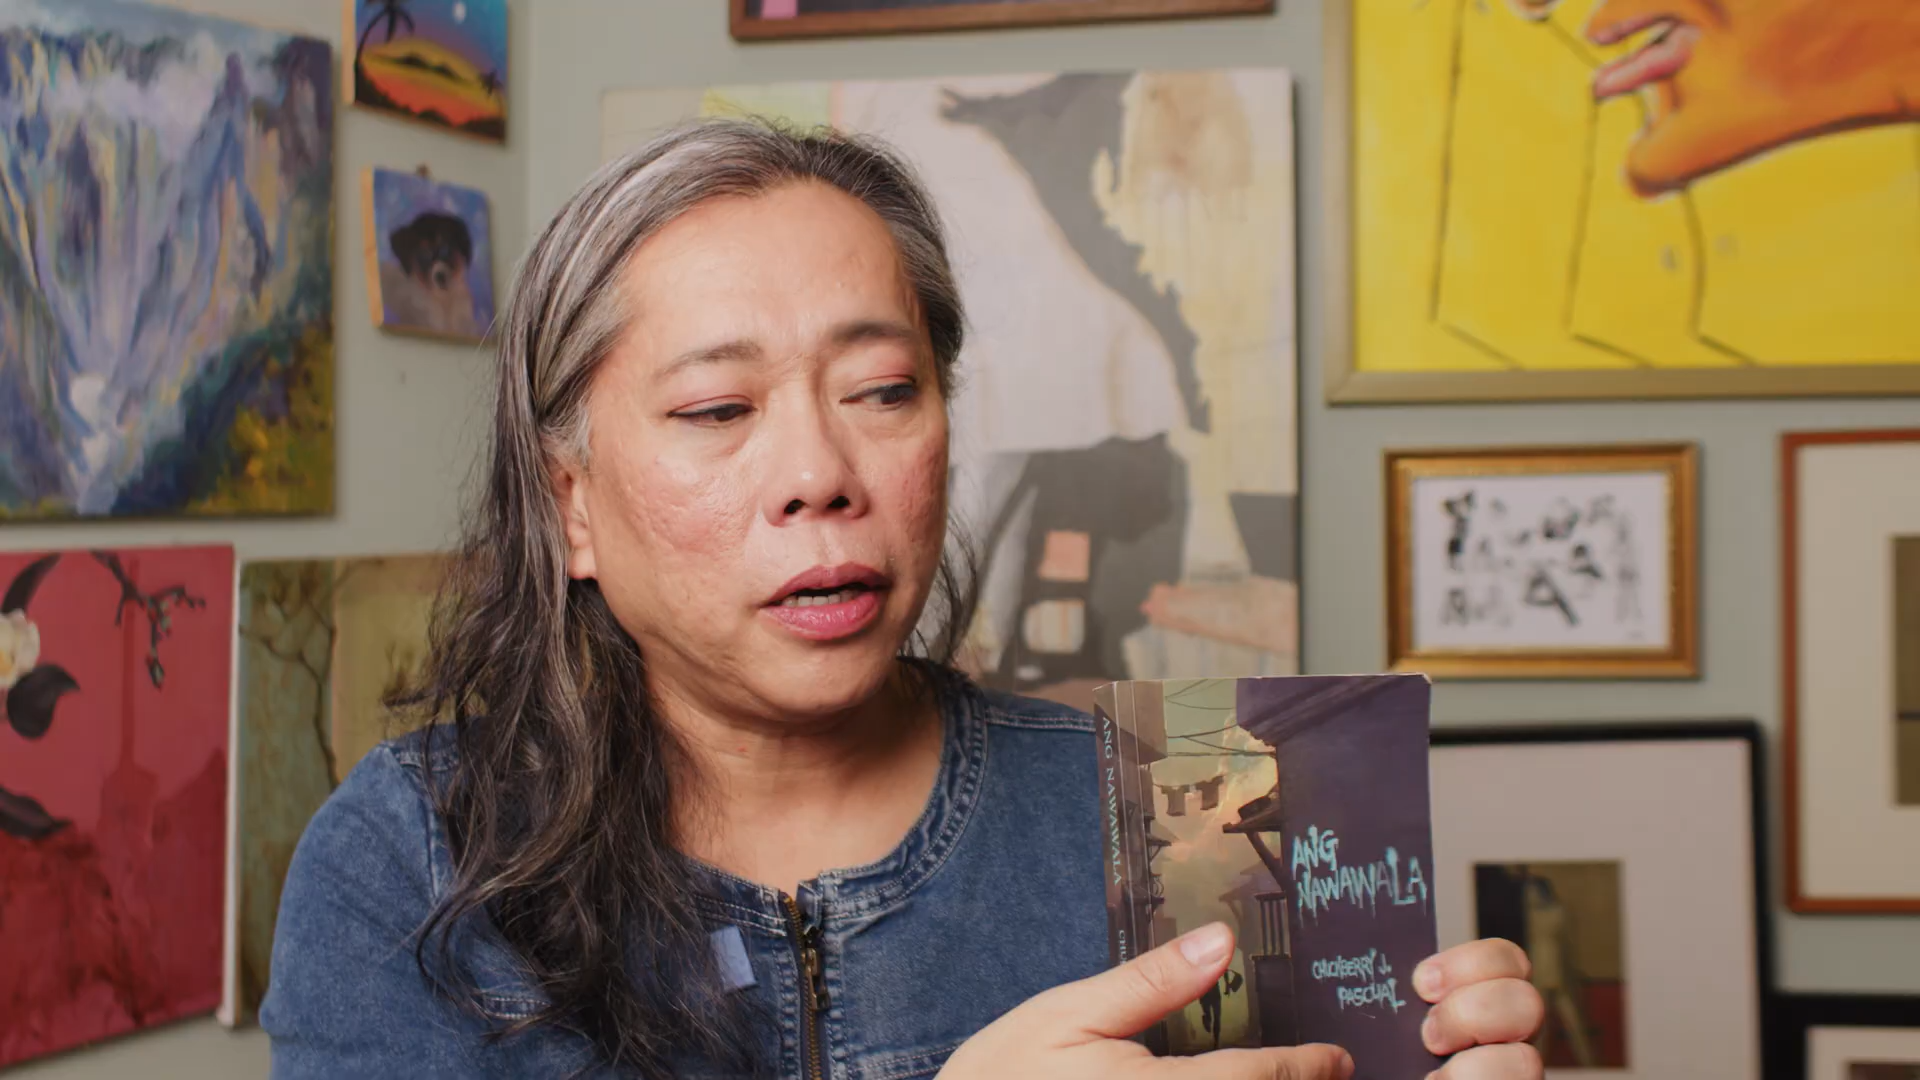 ANG NAWAWALA
ANG
NAWAWALA
CHUCKBERRY J.
PASCUAL